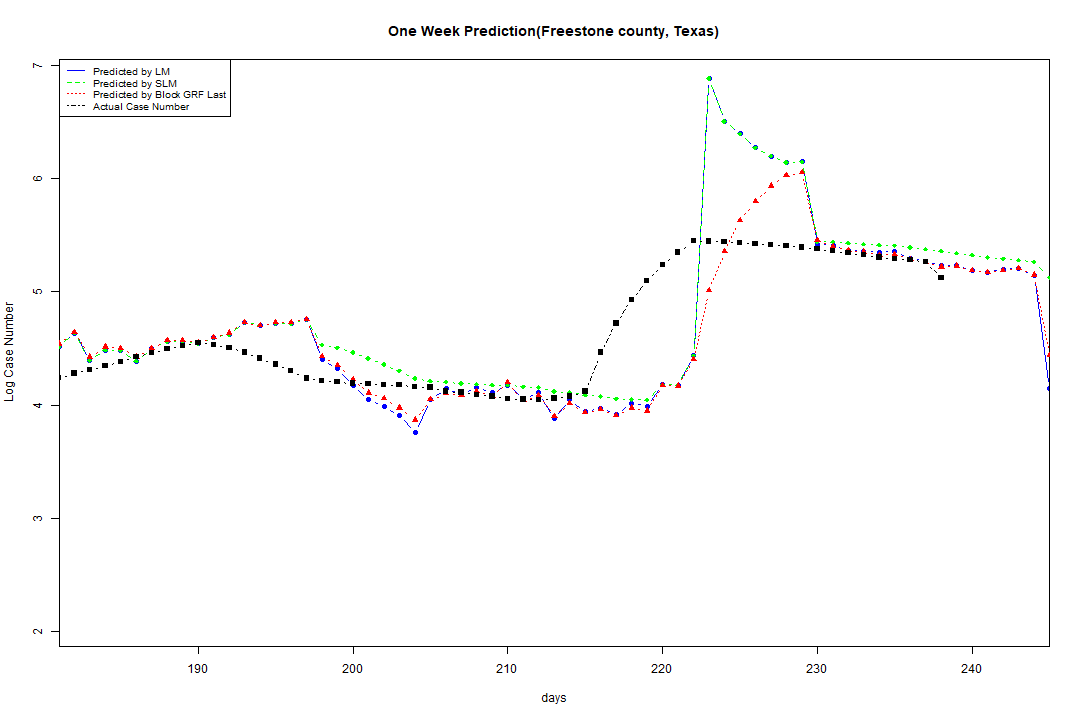 One Week Prediction(Freestone county, Texas)
Predicted by LM
Predicted by SLM
Predicted by Block GRF Last
Actual Case Number
7
6
5
4
3
2
Log Case Number
190
200
210
220
230
240
days